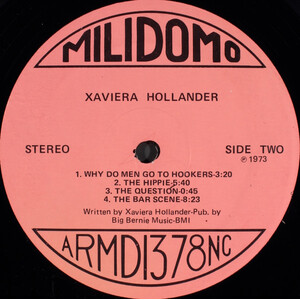 MILIDOMO
XAVIERA HOLLANDER
STEREO
SIDE TWO
℗ 1973
1. WHY DO MEN GO TO HOOKERS-3:20
2. THE HIPPIE-5:40
3. THE QUESTION-0:45
4. THE BAR SCENE-8:23
Written by Xaviera Hollander-Pub. by
Big Bernie Music-BMI
ARMD1378NC